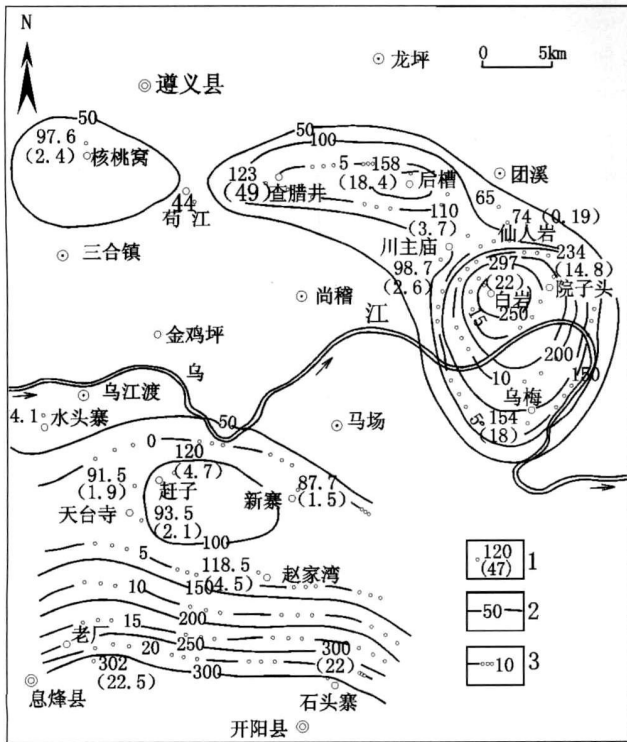 N
龙坪
0 5km
遵义县
50
97.6
(2.4)
核桃窝
50
100
123
(49)
查腊井
5
158
(18.4)
后槽
团溪
44
苟江
110
(3.7)
65
74(0.19)
仙人岩
三合镇
川主庙
98.7
(2.6)
297
(22)
白岩
250
15
234
(14.8)
院子头
尚稽
江
金鸡坪
乌
200
10
150
乌江渡
4.1
水头寨
50
马场
乌梅
154
(18)
5
0
120
(4.7)
赶子
91.5
(1.9)
87.7
(1.5)
新寨
天台寺
93.5
(2.1)
100
5
118.5
(4.5)
赵家湾
150
10
200
15
老厂
250
20
300
(22)
302
(22.5)
300
息烽县
石头寨
开阳县
120
(47)
1
50
2
10
3